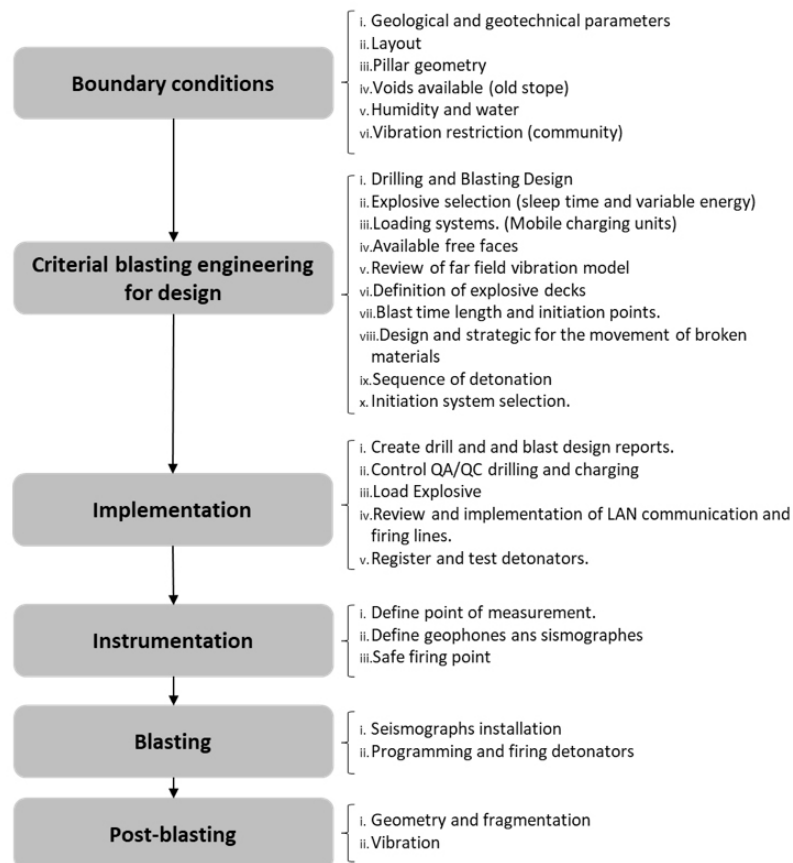 Boundary conditions
i. Geological and geotechnical parameters
ii. Layout
iii. Pillar geometry
iv. Voids available (old stope)
v. Humidity and water
vi. Vibration restriction (community)
Criterial blasting engineering
for design
i. Drilling and Blasting Design
ii. Explosive selection (sleep time and variable energy)
iii. Loading systems. (Mobile charging units)
iv. Available free faces
v. Review of far field vibration model
vi. Definition of explosive decks
vii. Blast time length and initiation points.
viii. Design and strategic for the movement of broken
materials
ix. Sequence of detonation
x. Initiation system selection.
Implementation
i. Create drill and and blast design reports.
ii. Control QA/QC drilling and charging
iii. Load Explosive
iv. Review and implementation of LAN communication and
firing lines.
v. Register and test detonators.
Instrumentation
i. Define point of measurement.
ii. Define geophones ans sismographes
iii. Safe firing point
Blasting
i. Seismographs installation
ii. Programming and firing detonators
Post-blasting
i. Geometry and fragmentation
ii. Vibration